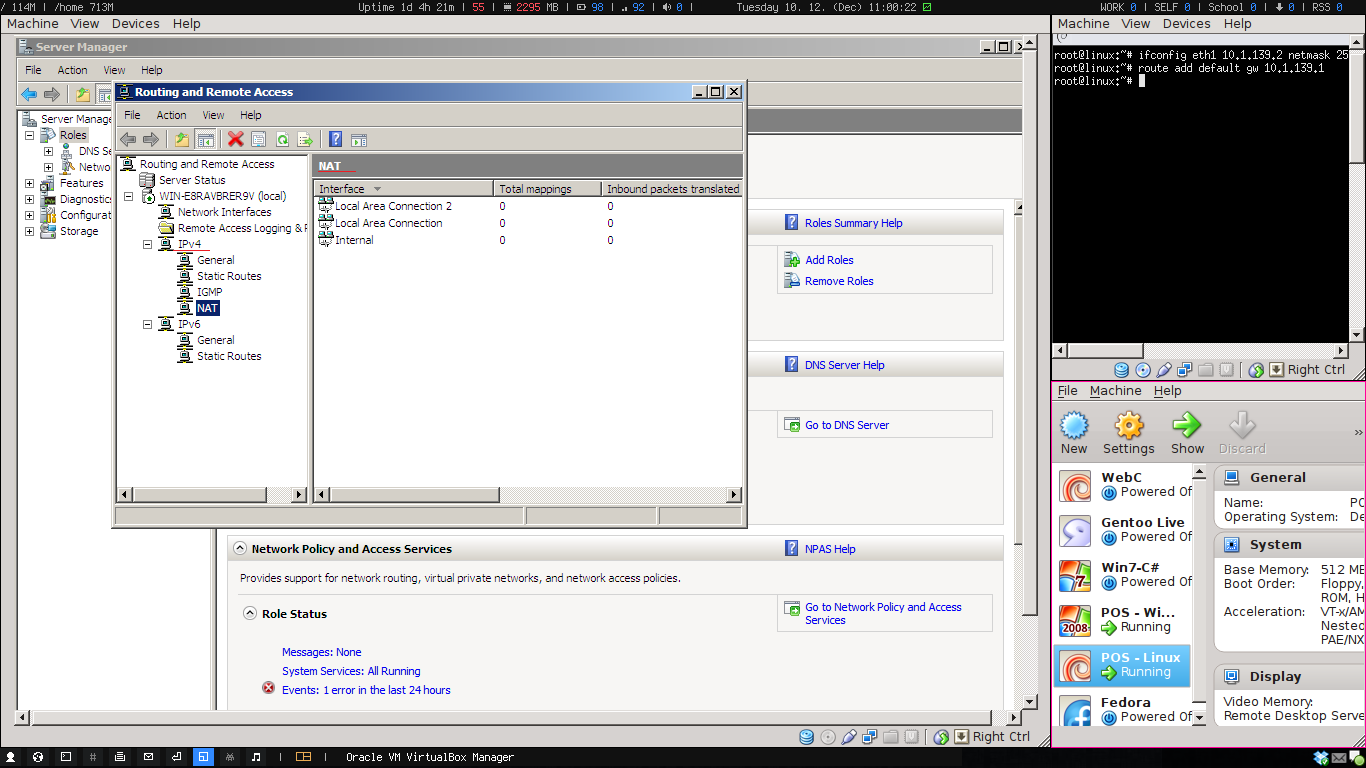 / 114M | /home 713M
Uptime 1d 4h 21m | 55 | 2295 MB | 98 | 92 | 0 |
Tuesday 10. 12. (Dec) 11:00:22
WORK 0 | SELF 0 | School 0 | 0 | RSS 0
Machine View Devices Help
Server Manager
File Action View Help
Server Manage
Roles
DNS Se
Netwo
Features
Diagnostics
Configurat
Storage
Routing and Remote Access
File Action View Help
Routing and Remote Access
Server Status
WIN-E8RAVBRER9V (local)
Network Interfaces
Remote Access Logging &
IPv4
General
Static Routes
IGMP
NAT
IPv6
General
Static Routes
NAT
Interface Total mappings Inbound packets translated
Local Area Connection 2 0 0
Local Area Connection 0 0
Internal 0 0
Roles Summary Help
Add Roles
Remove Roles
DNS Server Help
Go to DNS Server
Network Policy and Access Services
NPAS Help
Provides support for network routing, virtual private networks, and network access policies.
Role Status
Go to Network Policy and Access
Services
Messages: None
System Services: All Running
Events: 1 error in the last 24 hours
Right Ctrl
Machine View Devices Help
root@linux:~# ifconfig eth1 10.1.139.2 netmask 25
root@linux:~# route add default gw 10.1.139.1
root@linux:~#
Right Ctrl
File Machine Help
New Settings Show Discard
WebC
Powered Of
Gentoo Live
Powered Of
Win7-C#
Powered Of
POS - Wi...
Running
POS - Linux
Running
Fedora
Powered Of
General
Name: PO
Operating System: De
System
Base Memory: 512 ME
Boot Order: Floppy,
ROM, H
Acceleration: VT-x/AM
Nested
PAE/NX
Display
Video Memory:
Remote Desktop Serve
Oracle VM VirtualBox Manager